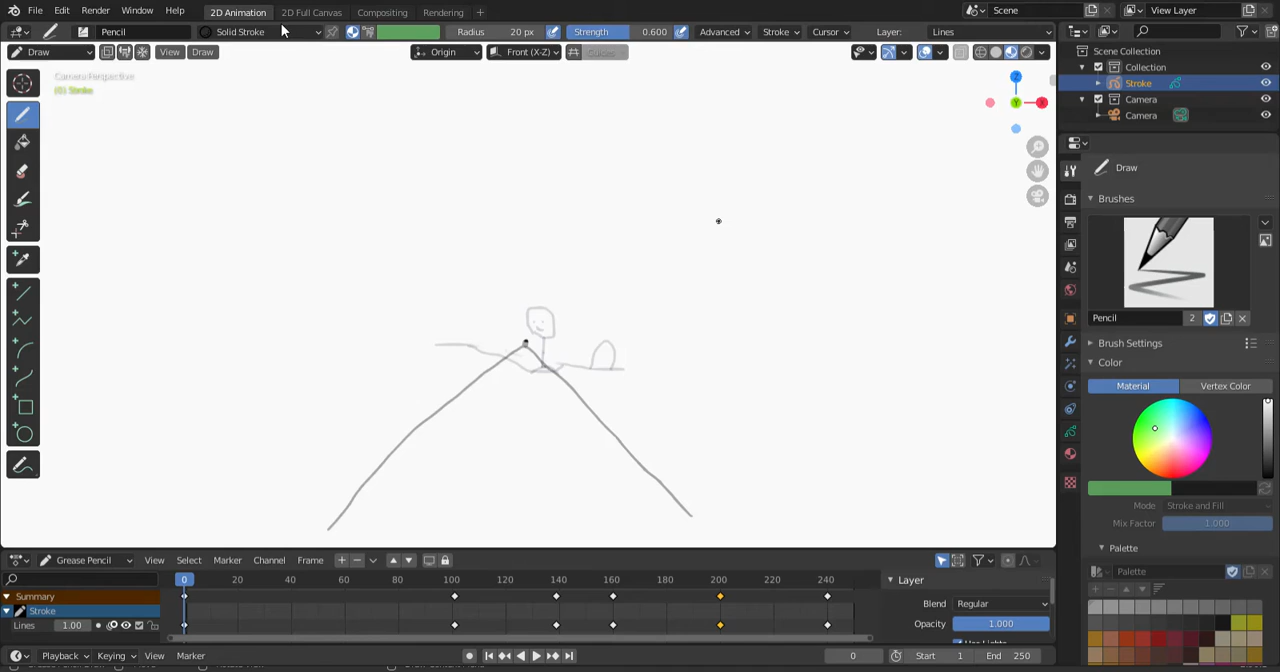 File Edit Render Window Help 2D Animation 2D Full Canvas Compositing Rendering + Scene View Layer
Pencil Solid Stroke Radius 20 px Strength 0.600 Advanced Stroke Cursor Layer: Lines
Draw View Draw Origin Front (X-Z) Guides
Camera Perspective
(0) Stroke
Z
Y
X
Scene Collection
Collection
Stroke
Camera
Camera
Draw
Brushes
Pencil 2
Brush Settings
Color
Material Vertex Color
Mode Stroke and Fill
Mix Factor 1.000
Palette
Palette
Grease Pencil View Select Marker Channel Frame
0 20 40 60 80 100 120 140 160 180 200 220 240
Summary
Stroke
Lines 1.00
Layer
Blend Regular
Opacity 1.000
Use Lights
Playback Keying View Marker 0 Start 1 End 250